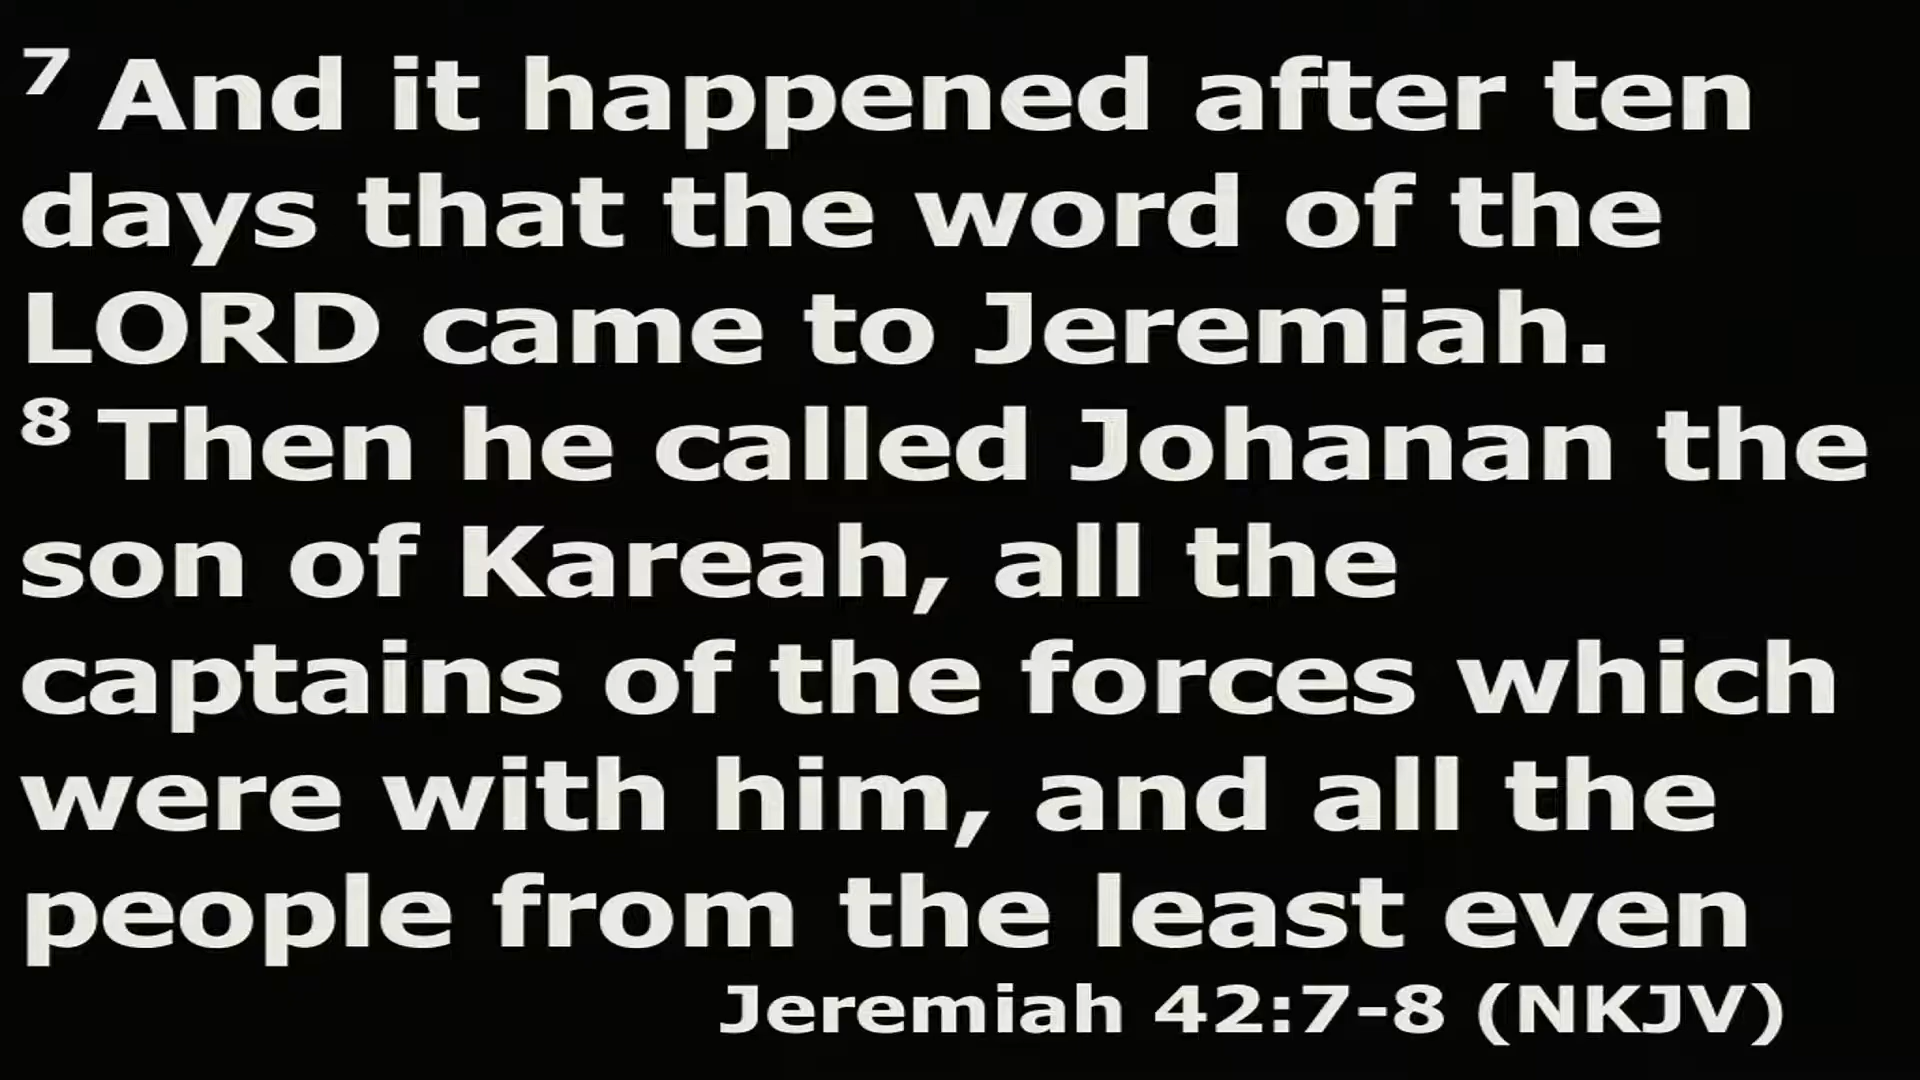 7 And it happened after ten
days that the word of the
LORD came to Jeremiah.
8 Then he called Johanan the
son of Kareah, all the
captains of the forces which
were with him, and all the
people from the least even
Jeremiah 42:7-8 (NKJV)